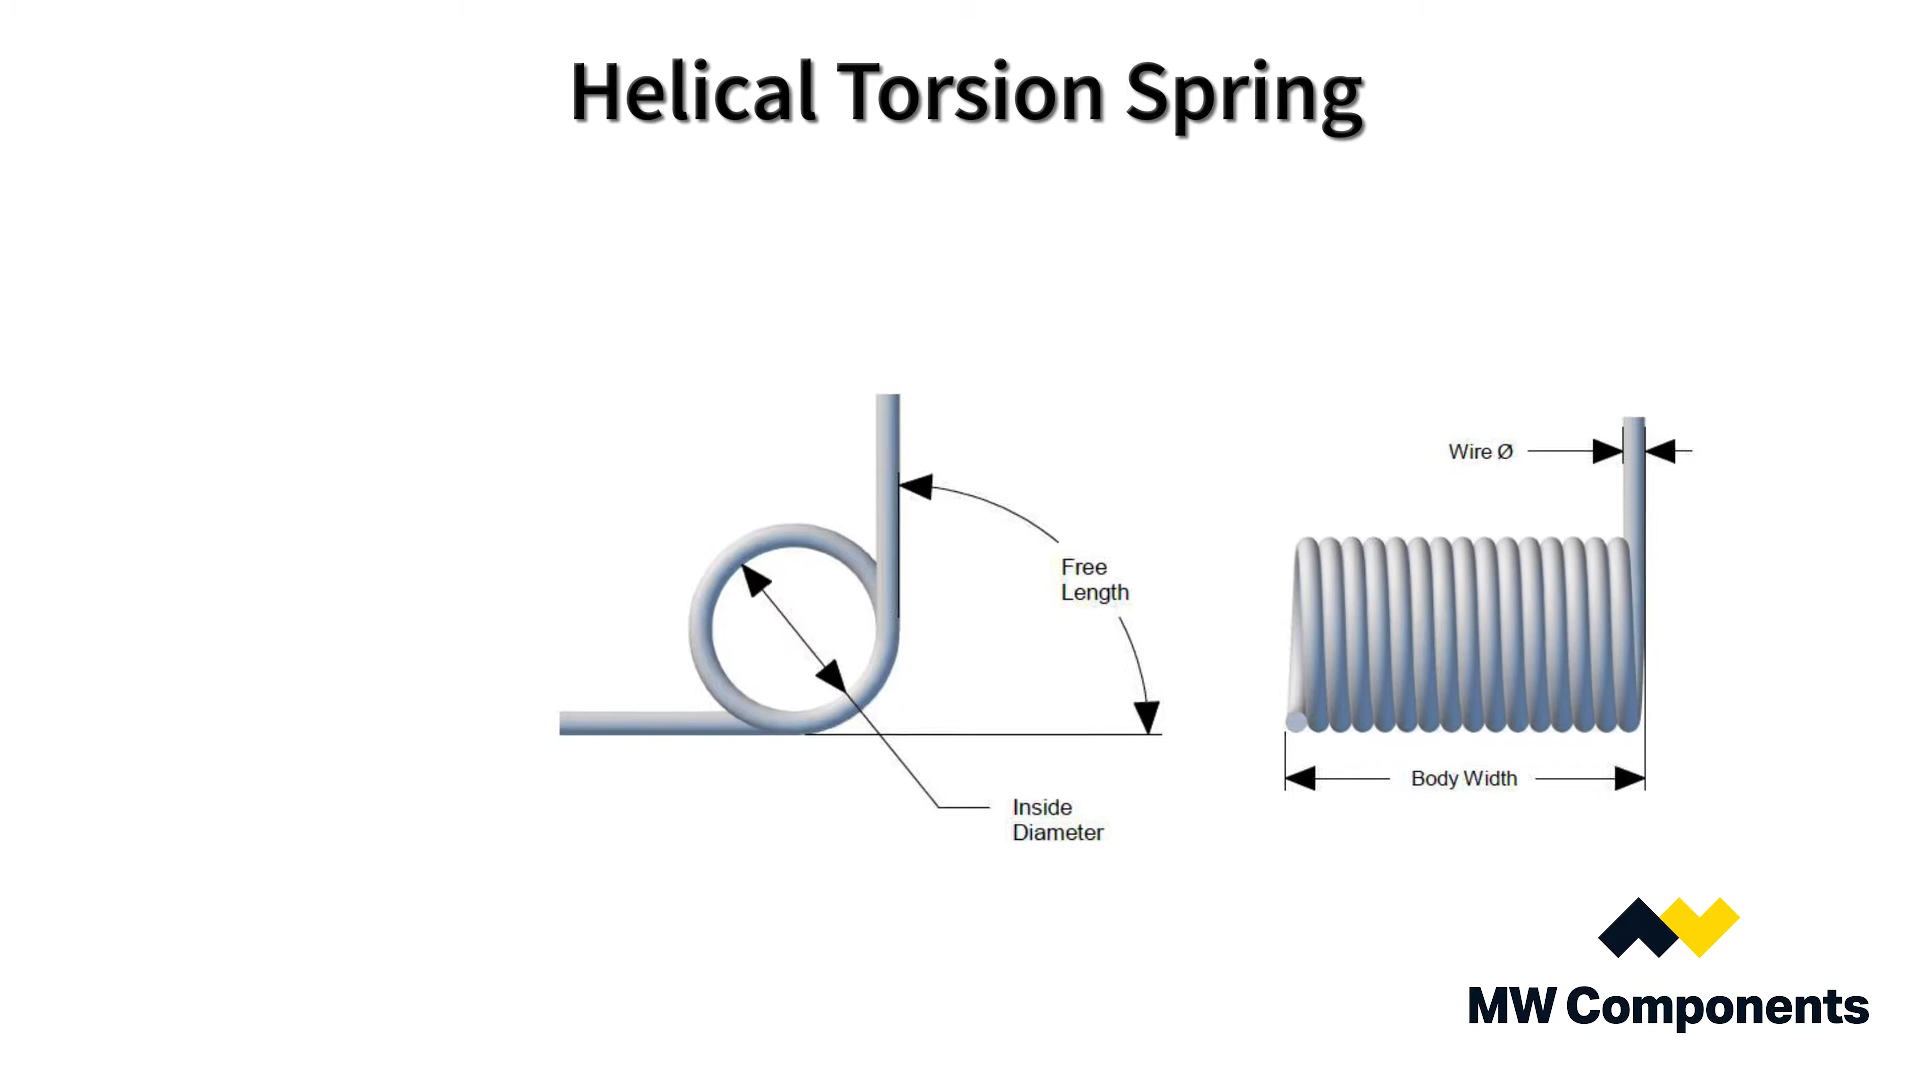 Helical Torsion Spring
Wire Ø
Free
Length
Body Width
Inside
Diameter
MW Components